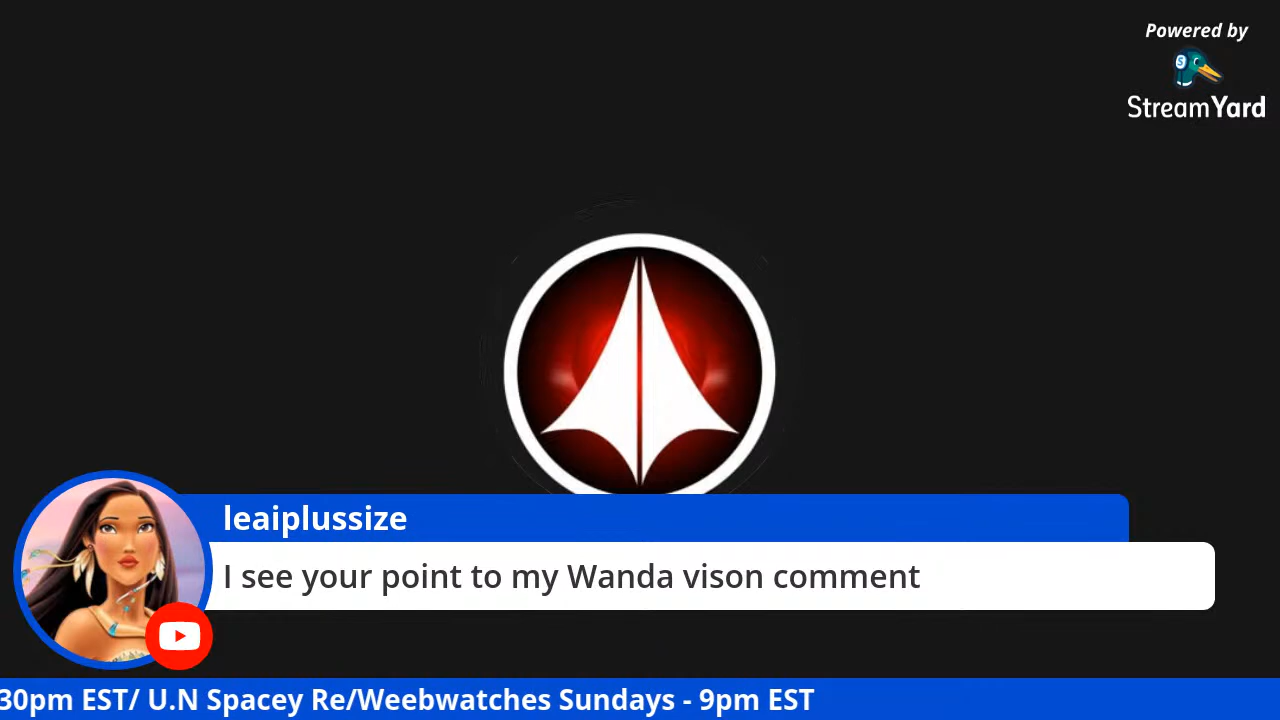 Powered by
S
StreamYard
leaiplussize
I see your point to my Wanda vison comment
30pm EST/ U.N Spacey Re/Weebwatches Sundays - 9pm EST